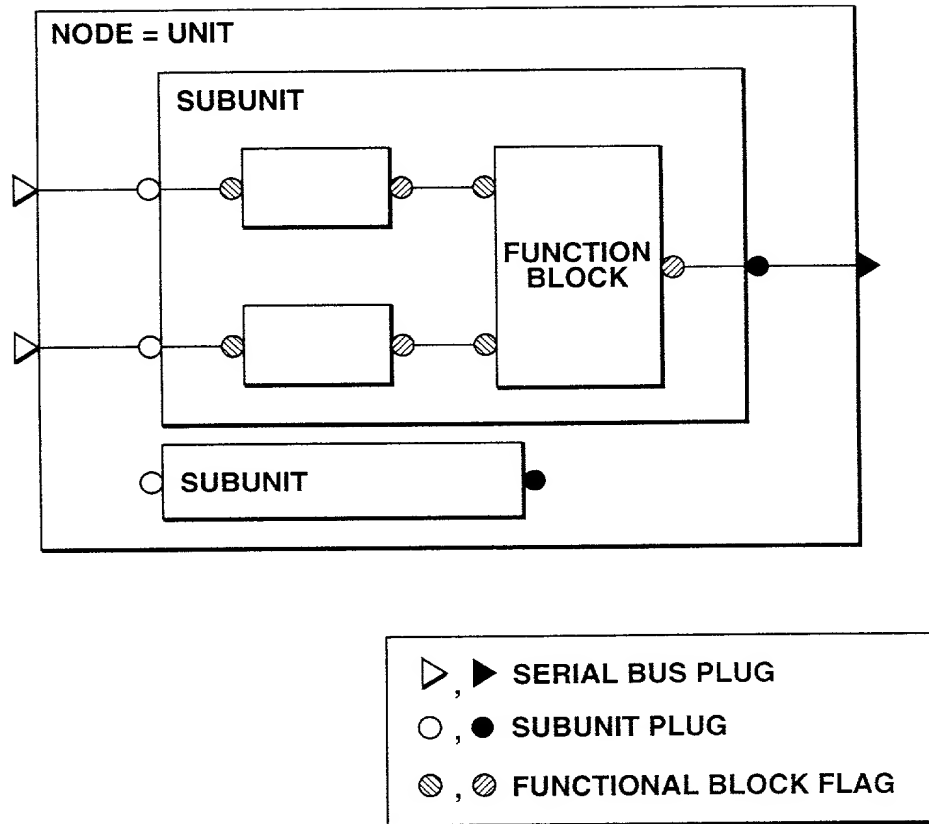 NODE = UNIT
SUBUNIT
FUNCTION
BLOCK
SUBUNIT
, SERIAL BUS PLUG
, SUBUNIT PLUG
, FUNCTIONAL BLOCK FLAG